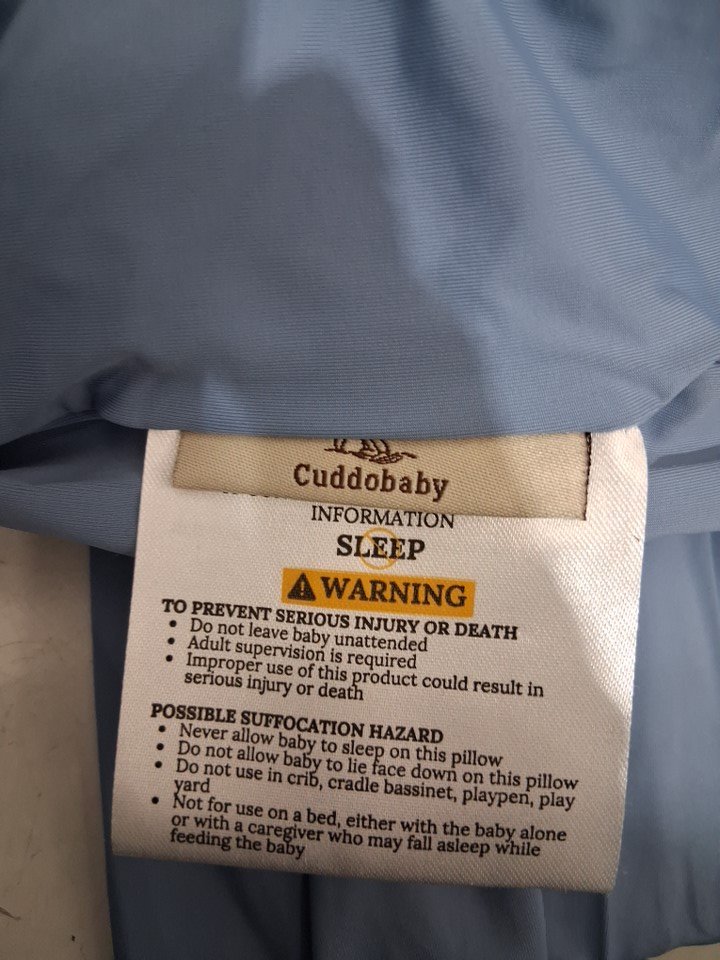 Cuddobaby
INFORMATION
SLEEP
WARNING
TO PREVENT SERIOUS INJURY OR DEATH
• Do not leave baby unattended
• Adult supervision is required
• Improper use of this product could result in
serious injury or death
POSSIBLE SUFFOCATION HAZARD
• Never allow baby to sleep on this pillow
• Do not allow baby to lie face down on this pillow
• Do not use in crib, cradle bassinet, playpen, play
yard
• Not for use on a bed, either with the baby alone
or with a caregiver who may fall asleep while
feeding the baby